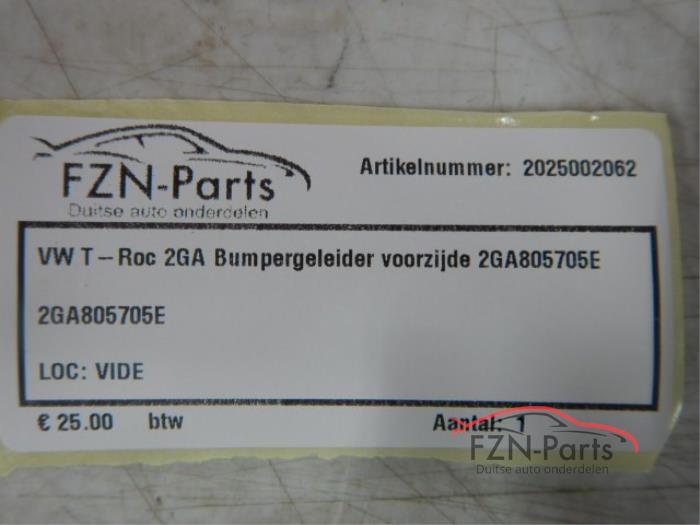 FZN-Parts
Duitse auto onderdelen
Artikelnummer: 2025002062
VW T-Roc 2GA Bumpergeleider voorzijde 2GA805705E
2GA805705E
LOC: VIDE
€ 25.00 btw Aantal: 1
FZN-Parts
Duitse auto onderdelen